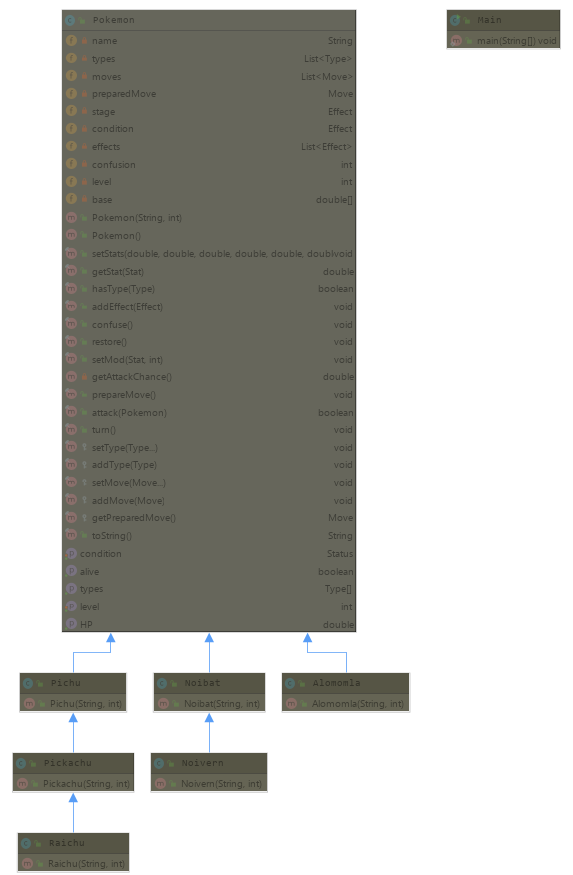 Pokemon
name String
types List<Type>
moves List<Move>
preparedMove Move
stage Effect
condition Effect
effects List<Effect>
confusion int
level int
base double[]
Pokemon(String, int)
Pokemon()
setStats(double, double, double, double, double, double) void
getStat(Stat) double
hasType(Type) boolean
addEffect(Effect) void
confuse() void
restore() void
setMod(Stat, int) void
getAttackChance() double
prepareMove() void
attack(Pokemon) boolean
turn() void
setType(Type...) void
addType(Type) void
setMove(Move...) void
addMove(Move) void
getPreparedMove() Move
toString() String
condition Status
alive boolean
types Type[]
level int
HP double
Main
main(String[]) void
Pichu
Pichu(String, int)
Noibat
Noibat(String, int)
Alomomla
Alomomla(String, int)
Pickachu
Pickachu(String, int)
Noivern
Noivern(String, int)
Raichu
Raichu(String, int)